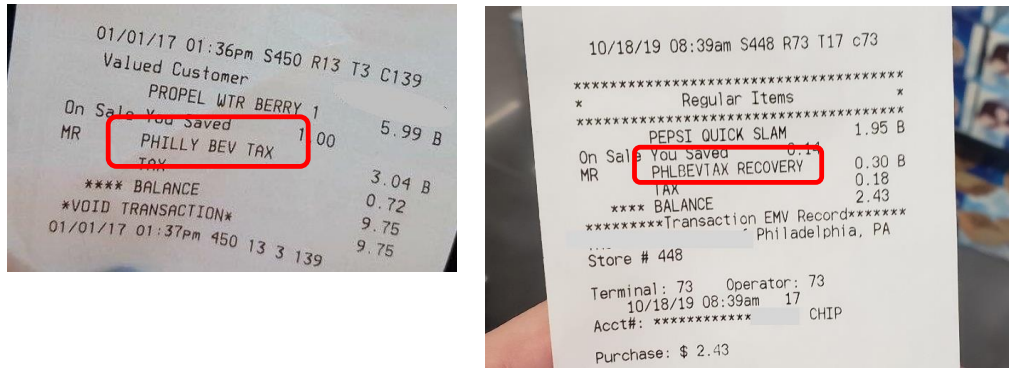 01/01/17 01:36pm S450 R13 T3 C139
Valued Customer
PROPEL WTR BERRY 1 5.99 B
On Sale You Saved 1.00
MR PHILLY BEV TAX 3.04 B
TAX 0.72
**** BALANCE 9.75
*VOID TRANSACTION* 9.75
01/01/17 01:37pm 450 13 3 139
10/18/19 08:39am S448 R73 T17 c73
************************************
* Regular Items *
************************************
PEPSI QUICK SLAM 1.95 B
On Sale You Saved 0.14
MR PHLBEVTAX RECOVERY 0.30 B
TAX 0.18
**** BALANCE 2.43
*********Transaction EMV Record*******
Philadelphia, PA
Store # 448
Terminal: 73 Operator: 73
10/18/19 08:39am 17
Acct#: ************ CHIP
Purchase: $ 2.43